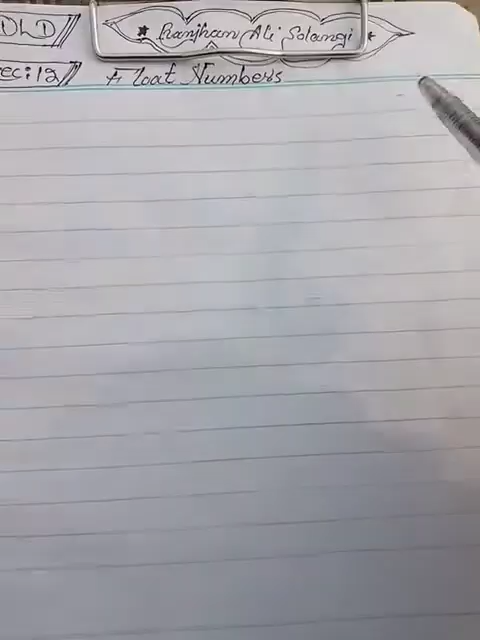 DLD
★ Ranjhan Ali Solangi ★
ec:12 Float Numbers